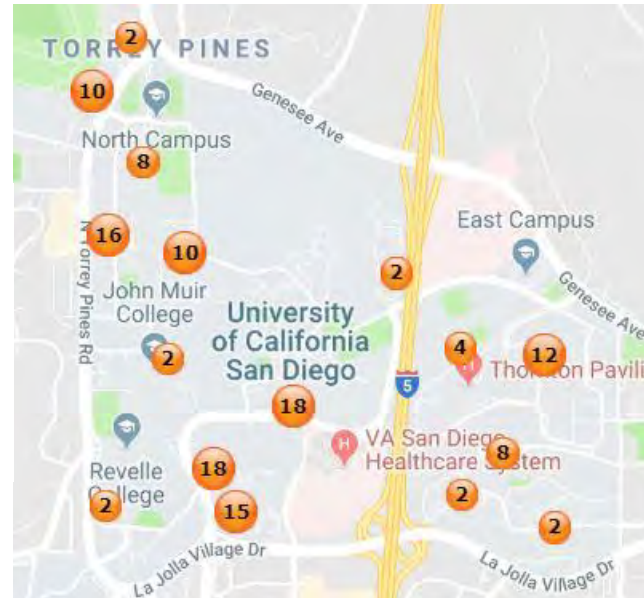 2
TORREY PINES
10
Genesee Ave
North Campus
8
16
10
East Campus
N Torrey Pines Rd
2
John Muir
College
Genesee Ave
University
of California
San Diego
2
4
12
5
Thornton Pavili
18
VA San Diego
Healthcare System
8
Revelle
College
18
2
2
15
2
La Jolla Village Dr
La Jolla Village Dr
H
H